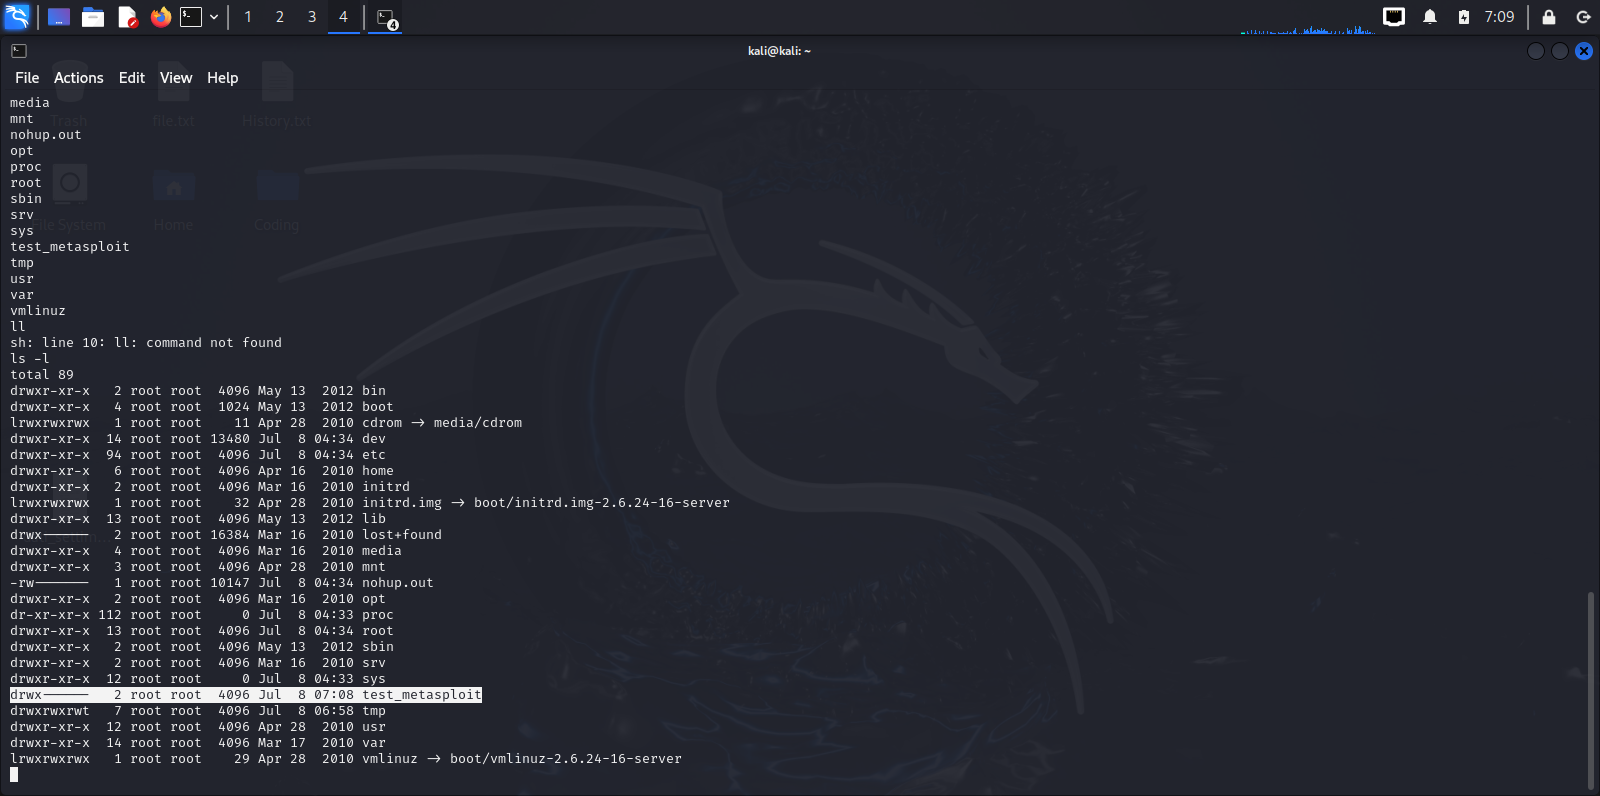 1 2 3 4
4
7:09
kali@kali: ~
File Actions Edit View Help
Trash file.txt History.txt
File System Home Coding
media
mnt
nohup.out
opt
proc
root
sbin
srv
sys
test_metasploit
tmp
usr
var
vmlinuz
ll
sh: line 10: ll: command not found
ls -l
total 89
drwxr-xr-x   2 root root  4096 May 13  2012 bin
drwxr-xr-x   4 root root  1024 May 13  2012 boot
lrwxrwxrwx   1 root root    11 Apr 28  2010 cdrom -> media/cdrom
drwxr-xr-x  14 root root 13480 Jul  8 04:34 dev
drwxr-xr-x  94 root root  4096 Jul  8 04:34 etc
drwxr-xr-x   6 root root  4096 Apr 16  2010 home
drwxr-xr-x   2 root root  4096 Mar 16  2010 initrd
lrwxrwxrwx   1 root root    32 Apr 28  2010 initrd.img -> boot/initrd.img-2.6.24-16-server
drwxr-xr-x  13 root root  4096 May 13  2012 lib
drwx------   2 root root 16384 Mar 16  2010 lost+found
drwxr-xr-x   4 root root  4096 Mar 16  2010 media
drwxr-xr-x   3 root root  4096 Apr 28  2010 mnt
-rw-------   1 root root 10147 Jul  8 04:34 nohup.out
drwxr-xr-x   2 root root  4096 Mar 16  2010 opt
dr-xr-xr-x 112 root root     0 Jul  8 04:33 proc
drwxr-xr-x  13 root root  4096 Jul  8 04:34 root
drwxr-xr-x   2 root root  4096 May 13  2012 sbin
drwxr-xr-x   2 root root  4096 Mar 16  2010 srv
drwxr-xr-x  12 root root     0 Jul  8 04:33 sys
drwx------   2 root root  4096 Jul  8 07:08 test_metasploit
drwxrwxrwt   7 root root  4096 Jul  8 06:58 tmp
drwxr-xr-x  12 root root  4096 Apr 28  2010 usr
drwxr-xr-x  14 root root  4096 Mar 17  2010 var
lrwxrwxrwx   1 root root    29 Apr 28  2010 vmlinuz -> boot/vmlinuz-2.6.24-16-server